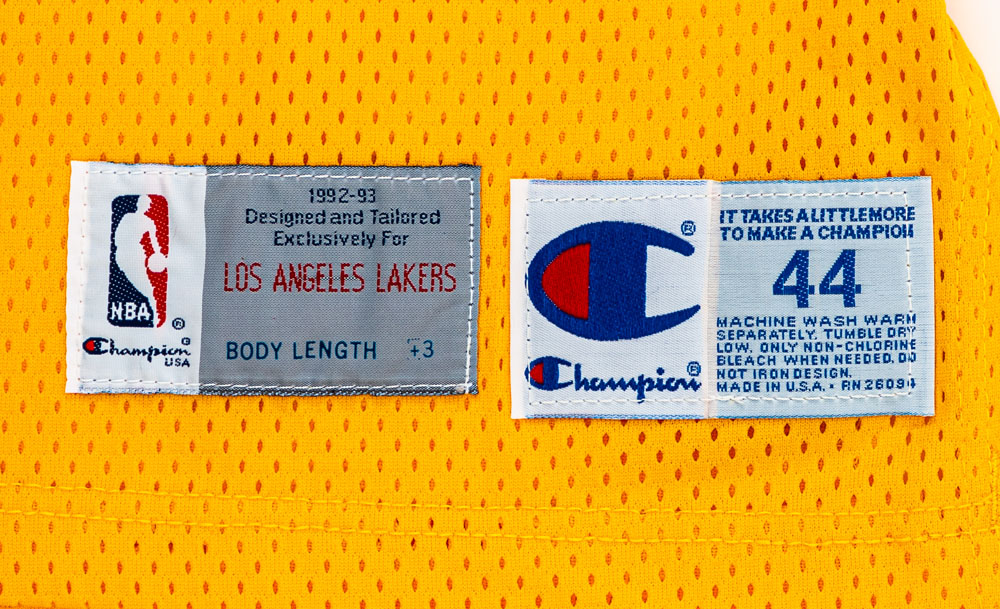 1992-93
Designed and Tailored
Exclusively For
LOS ANGELES LAKERS
BODY LENGTH +3
NBA ®
Champion ®
USA
®
Champion ®
IT TAKES A LITTLE MORE
TO MAKE A CHAMPION
44
MACHINE WASH WARM
SEPARATELY. TUMBLE DRY
LOW. ONLY NON-CHLORINE
BLEACH WHEN NEEDED. DO
NOT IRON DESIGN.
MADE IN U.S.A. • RN 26094